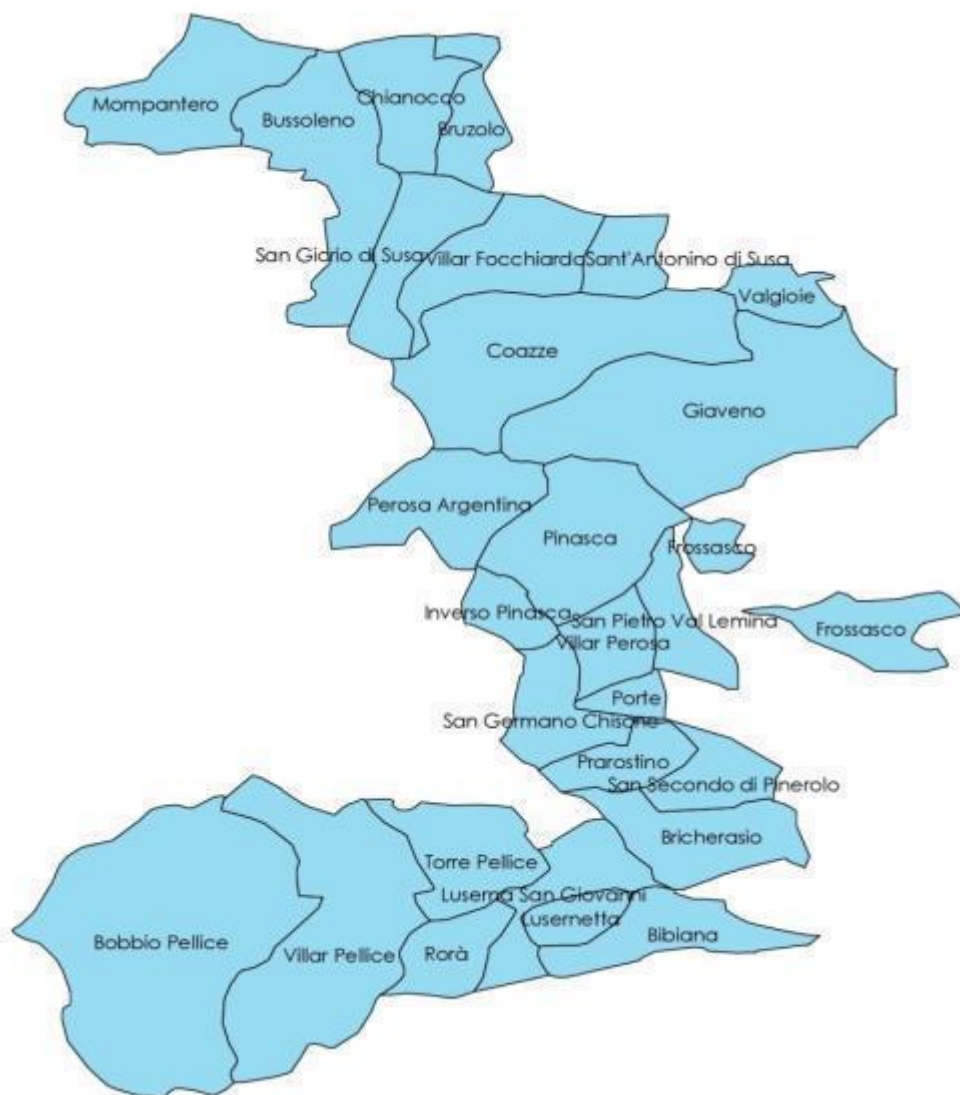 Mompantero
Chianocco
Bussoleno
Bruzolo
San Giorio di Susa
Villar Focchiardo
Sant'Antonino di Susa
Valgioie
Coazze
Giaveno
Perosa Argentina
Pinasca
Frossasco
Inverso Pinasca
San Pietro Val Lemina
Frossasco
Villar Perosa
Porte
San Germano Chisone
Prarostino
San Secondo di Pinerolo
Bricherasio
Torre Pellice
Luserna San Giovanni
Lusernetta
Bibiana
Bobbio Pellice
Villar Pellice
Rorà